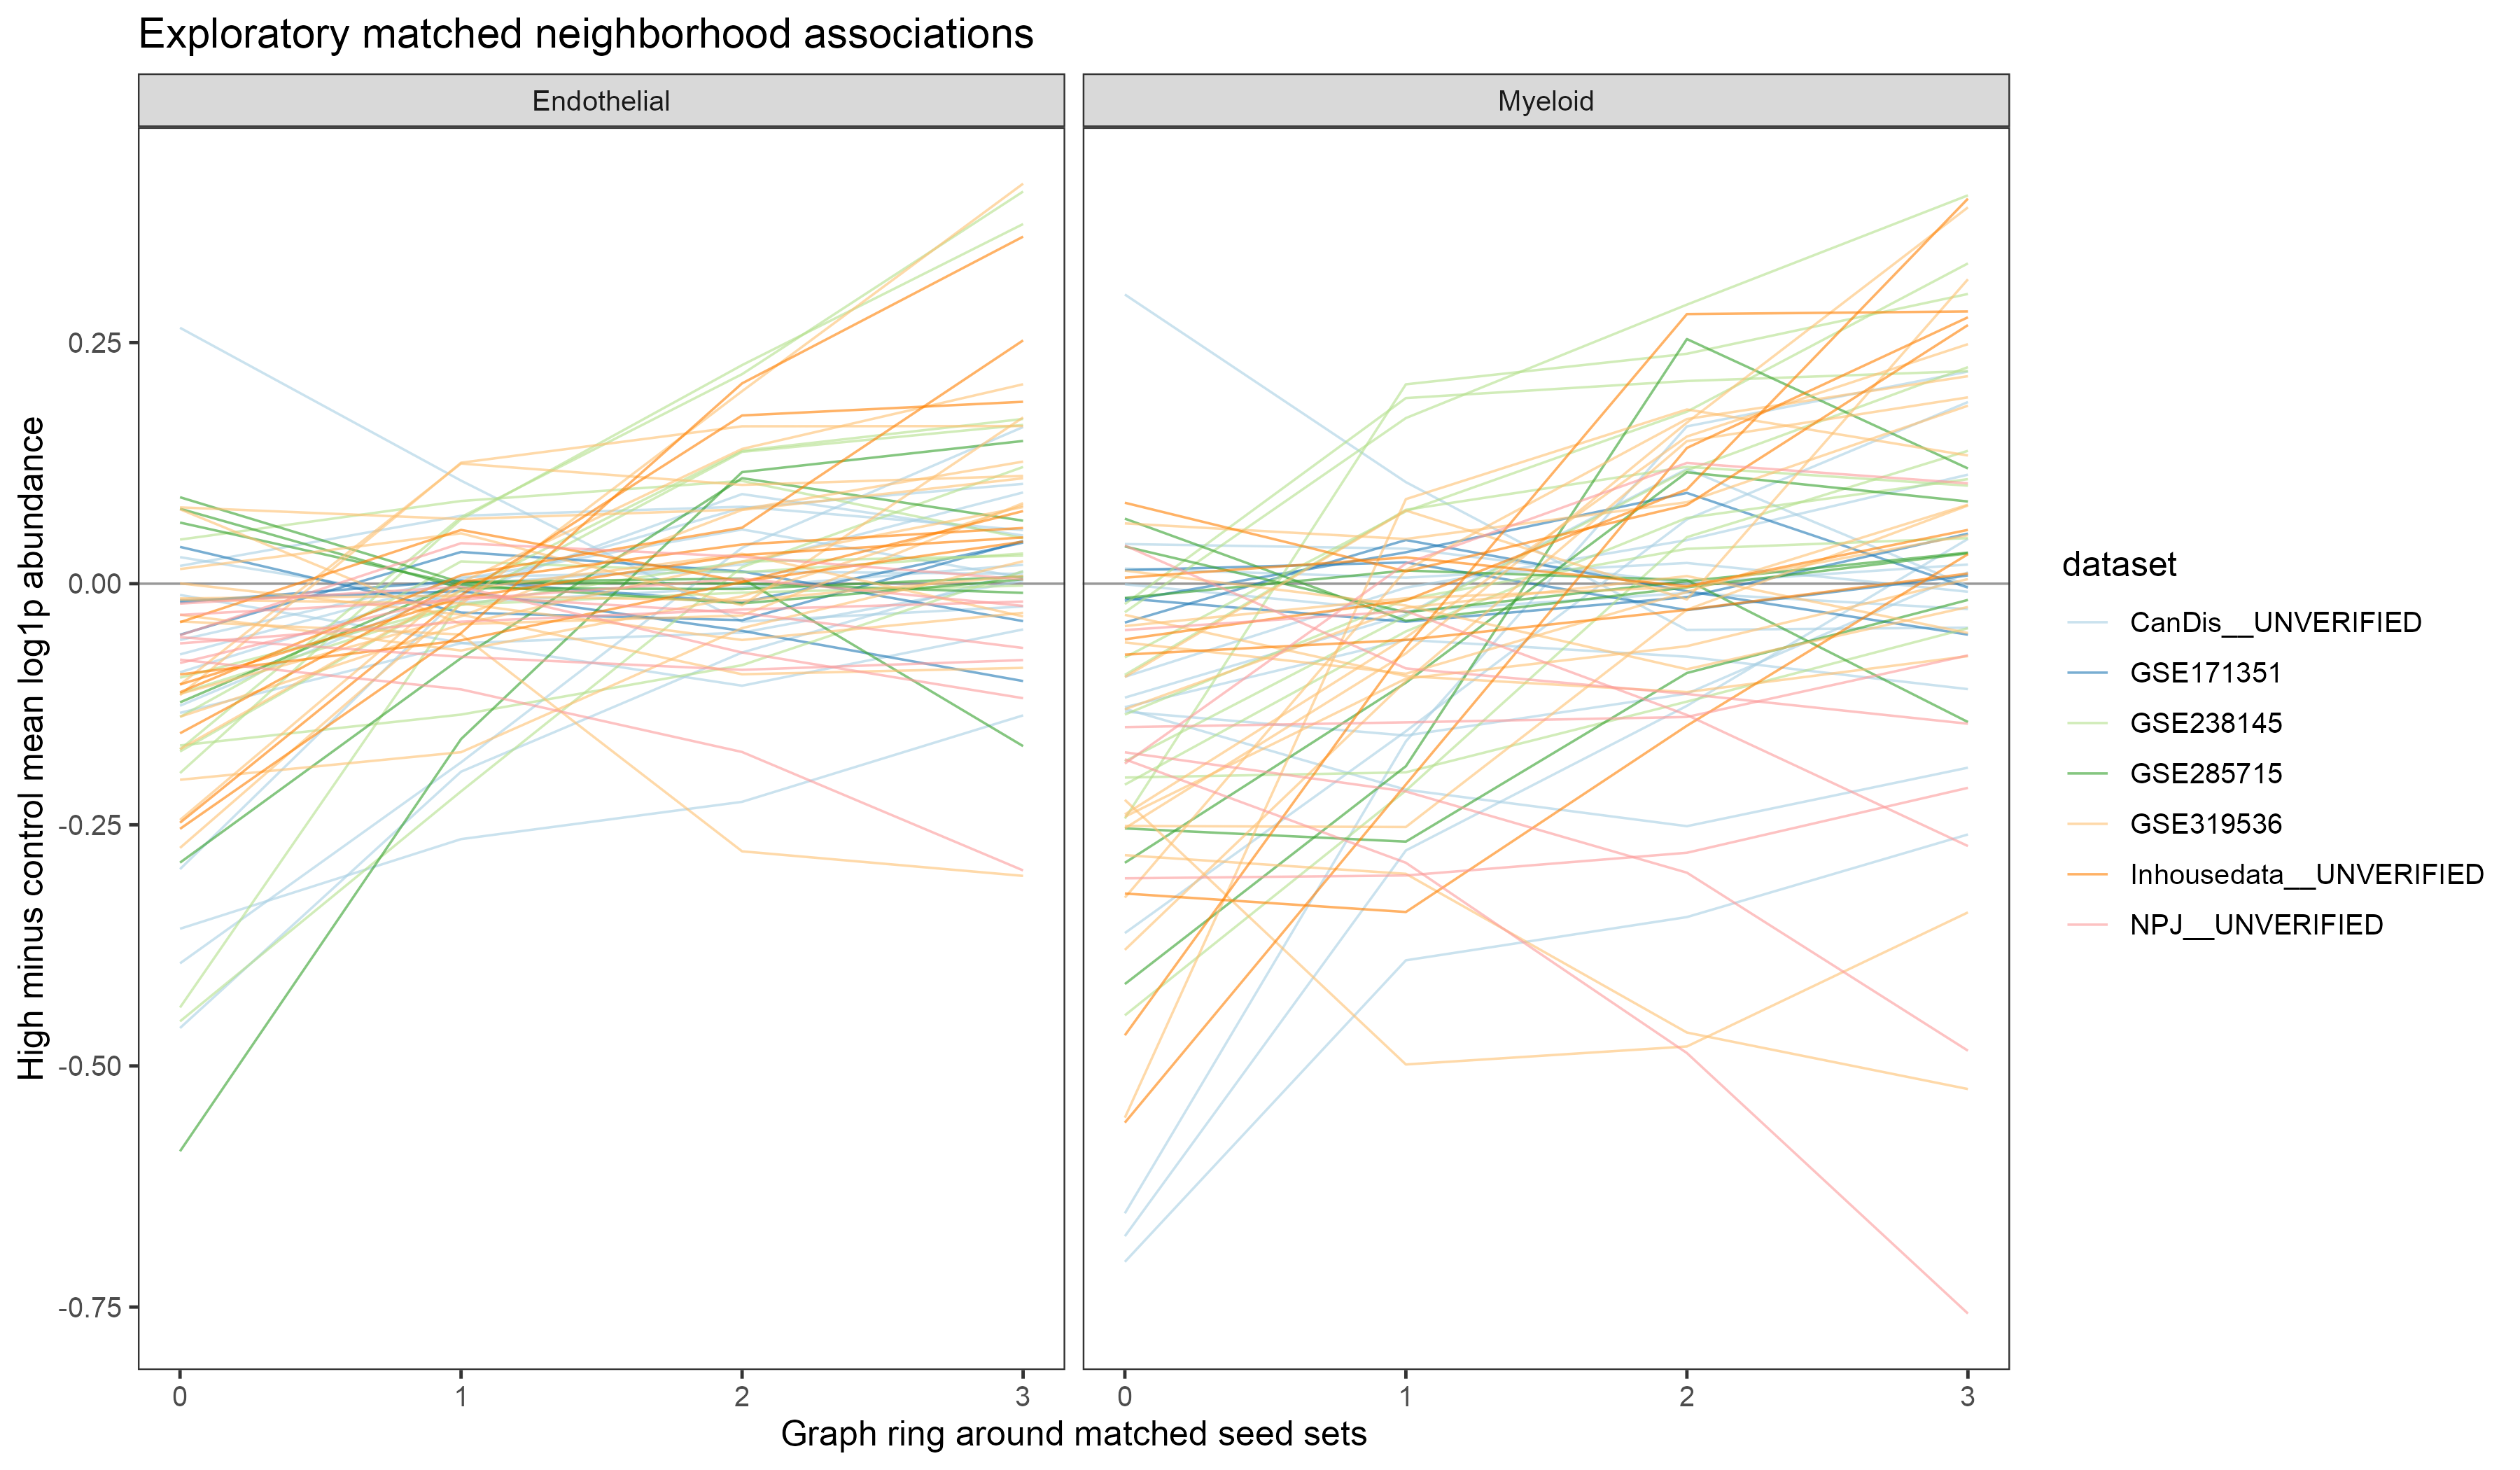 Exploratory matched neighborhood associations
Endothelial
Myeloid
High minus control mean log1p abundance
0.25
0.00
-0.25
-0.50
-0.75
0 1 2 3
0 1 2 3
Graph ring around matched seed sets
dataset
CanDis__UNVERIFIED
GSE171351
GSE238145
GSE285715
GSE319536
Inhousedata__UNVERIFIED
NPJ__UNVERIFIED